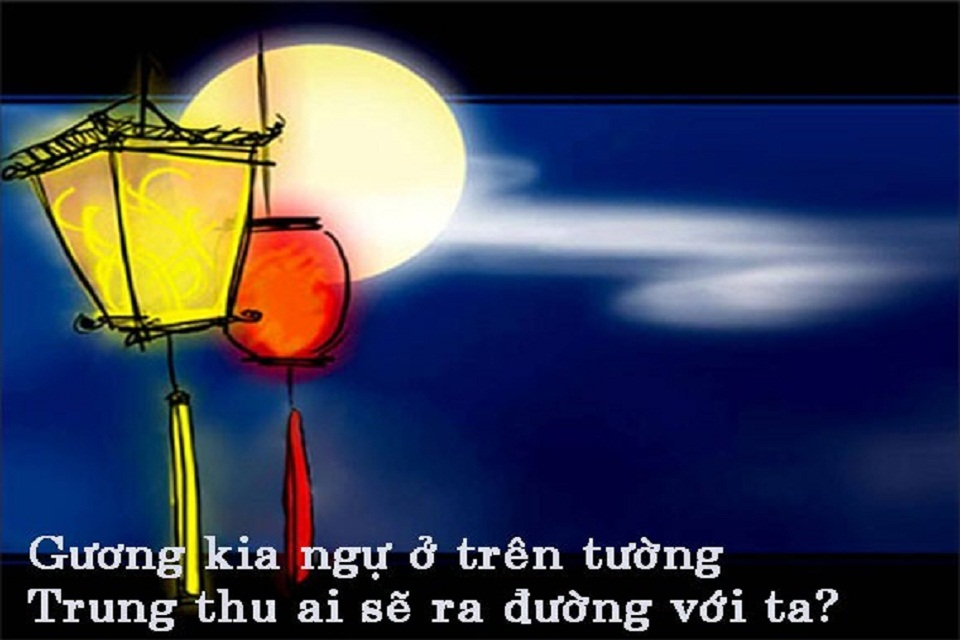 Gương kia ngự ở trên tường
Trung thu ai sẽ ra đường với ta?